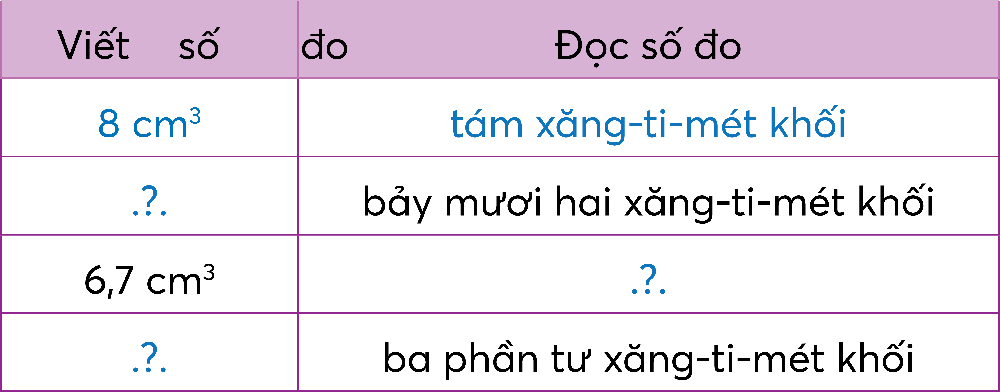 Viết số đo Đọc số đo
8 cm³ tám xăng-ti-mét khối
.?. bảy mươi hai xăng-ti-mét khối
6,7 cm³ .?.
.?. ba phần tư xăng-ti-mét khối